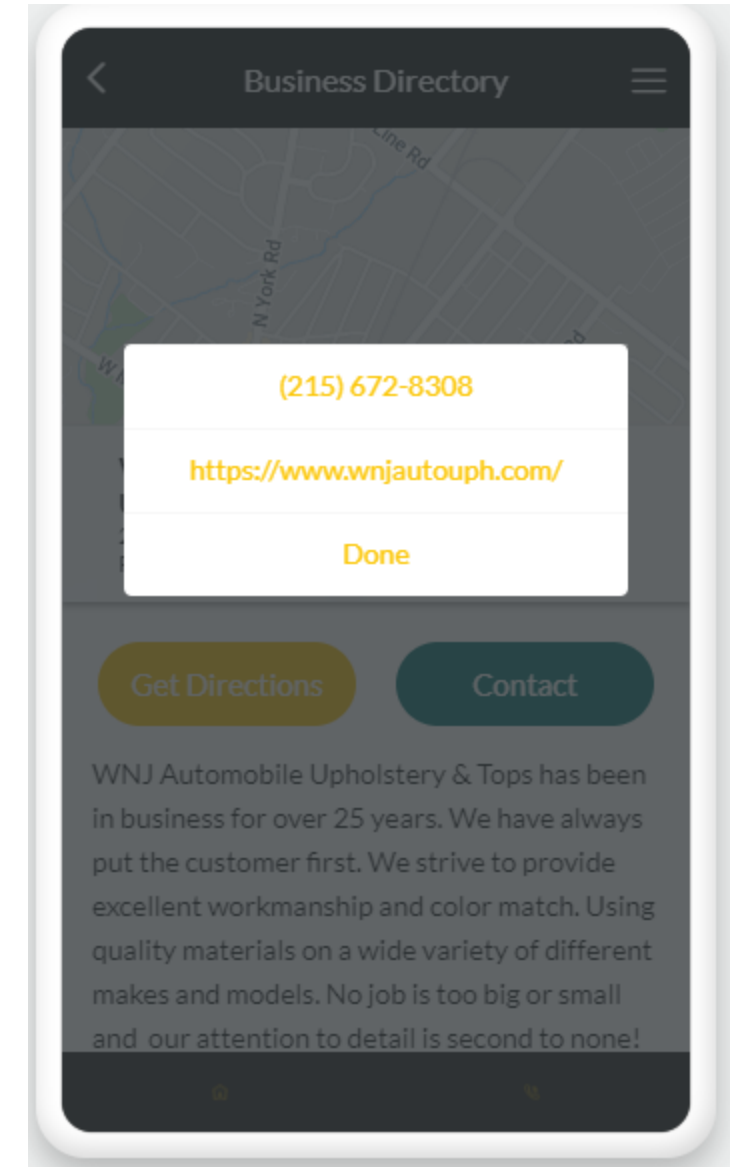 Business Directory
Line Rd
N York Rd
W
(215) 672-8308
https://www.wnjautouph.com/
Done
Get Directions
Contact
WNJ Automobile Upholstery & Tops has been
in business for over 25 years. We have always
put the customer first. We strive to provide
excellent workmanship and color match. Using
quality materials on a wide variety of different
makes and models. No job is too big or small
and our attention to detail is second to none!